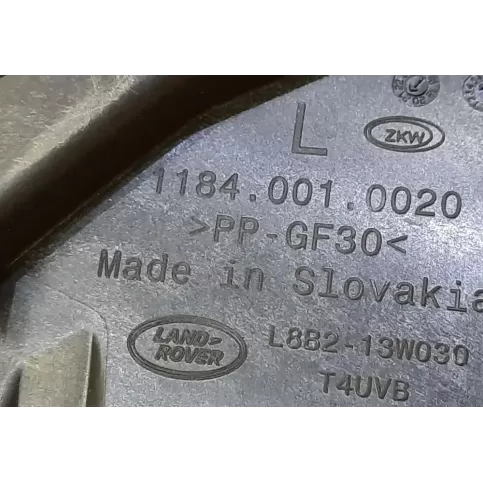 L
ZKW
1184.001.0020
>PP-GF30<
Made in Slovakia
LAND>
ROVER
L8B2-13W030
T4UVB